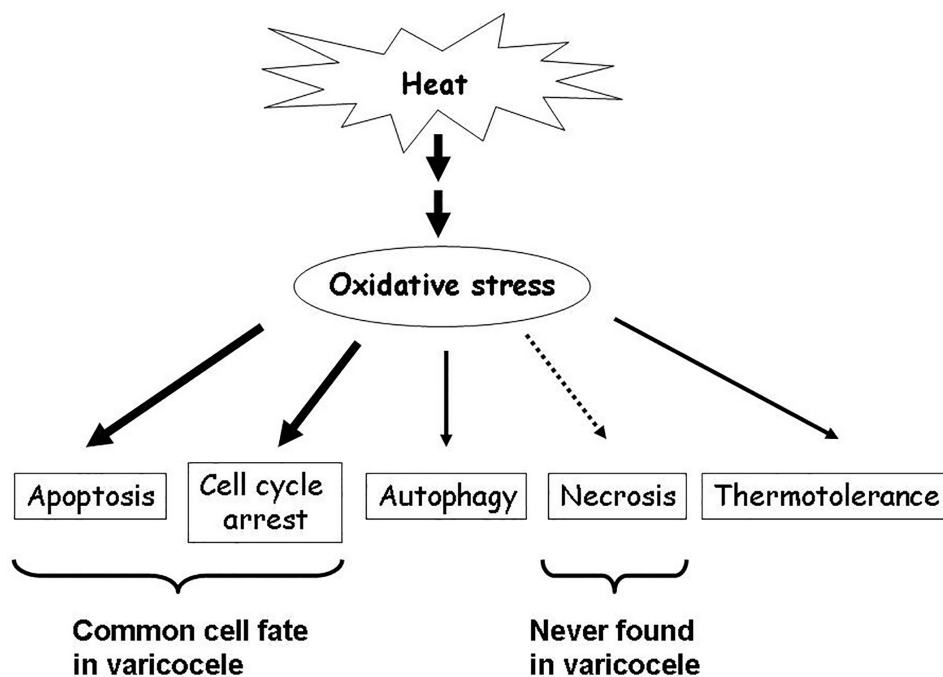 Heat
Oxidative stress
Apoptosis
Cell cycle
arrest
Autophagy
Necrosis
Thermotolerance
Common cell fate
in varicocele
Never found
in varicocele